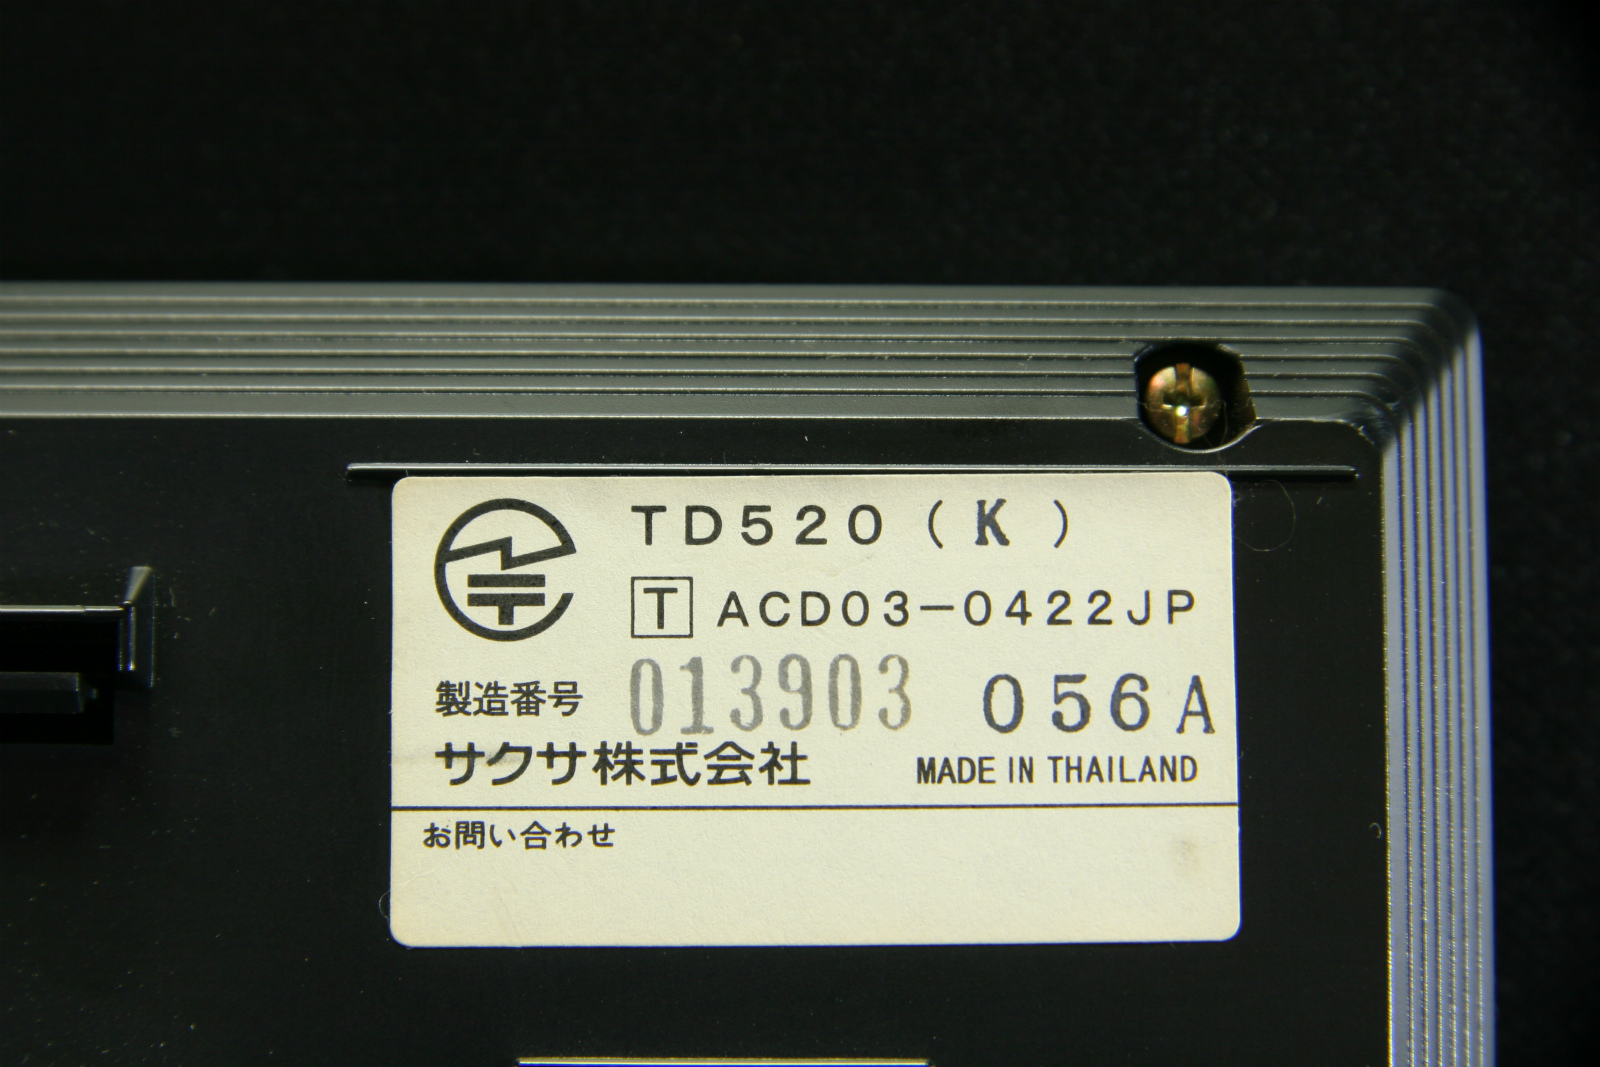 TD520(K)
T ACD03-0422JP
製造番号 013903 056A
サクサ株式会社 MADE IN THAILAND
お問い合わせ